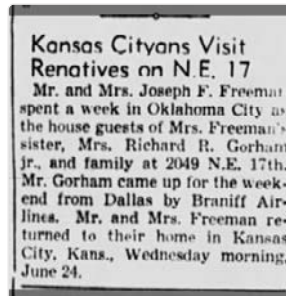 Kansas Cityans Visit
Renatives on N.E. 17
Mr. and Mrs. Joseph F. Freeman
spent a week in Oklahoma City as
the house guests of Mrs. Freeman's
sister, Mrs. Richard R. Gorham
jr., and family at 2049 N.E. 17th.
Mr. Gorham came up for the week-
end from Dallas by Braniff Air-
lines. Mr. and Mrs. Freeman re-
turned to their home in Kansas
City, Kans., Wednesday morning,
June 24.